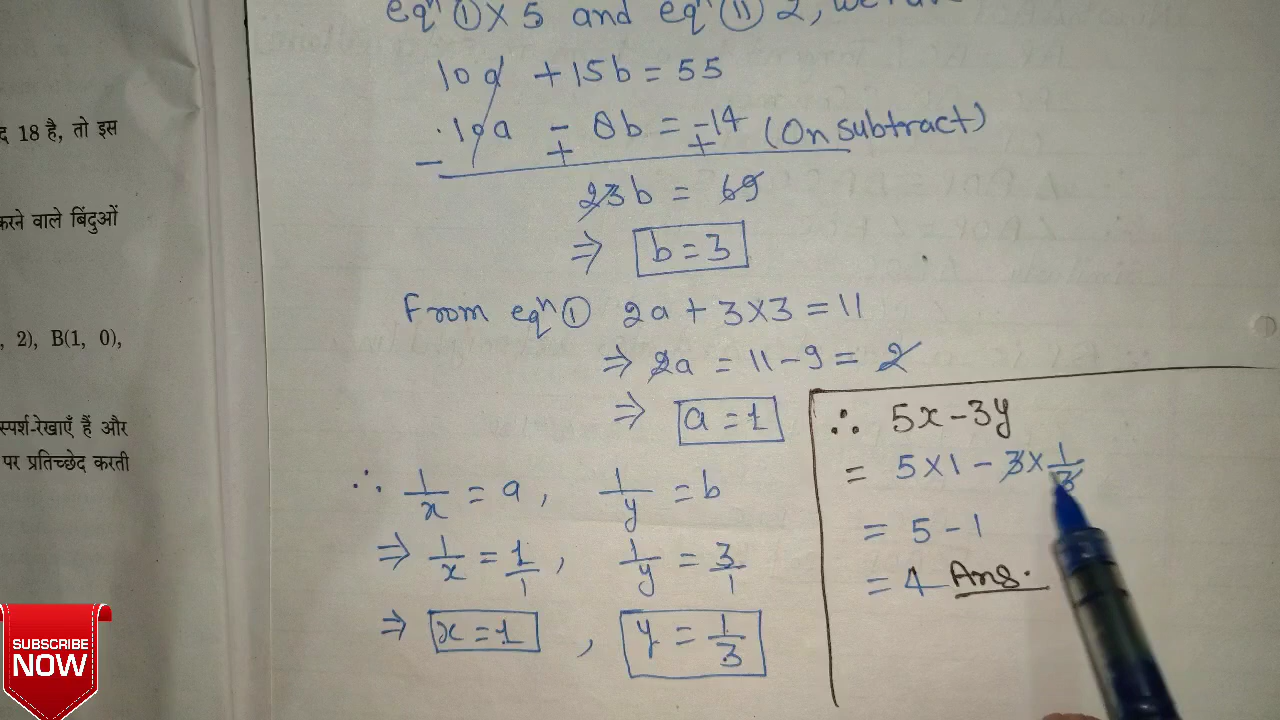 द 18 है, तो इस
करने वाले बिंदुओं
, 2), B(1, 0),
स्पर्श-रेखाएँ हैं और
पर प्रतिच्छेद करती
eqⁿ ① × 5 and eqⁿ ⑪ 2, we
10a + 15b = 55
10a - 8b = -14 (On subtract)
- + +
23b = 69
⇒ b = 3
From eqⁿ ① 2a + 3×3 = 11
⇒ 2a = 11 - 9 = 2
⇒ a = 1
∴ 1/x = a, 1/y = b
⇒ 1/x = 1/1, 1/y = 3/1
⇒ x = 1, y = 1/3
∴ 5x - 3y
= 5×1 - 3×1/3
= 5 - 1
= 4 Ans.
SUBSCRIBE
NOW